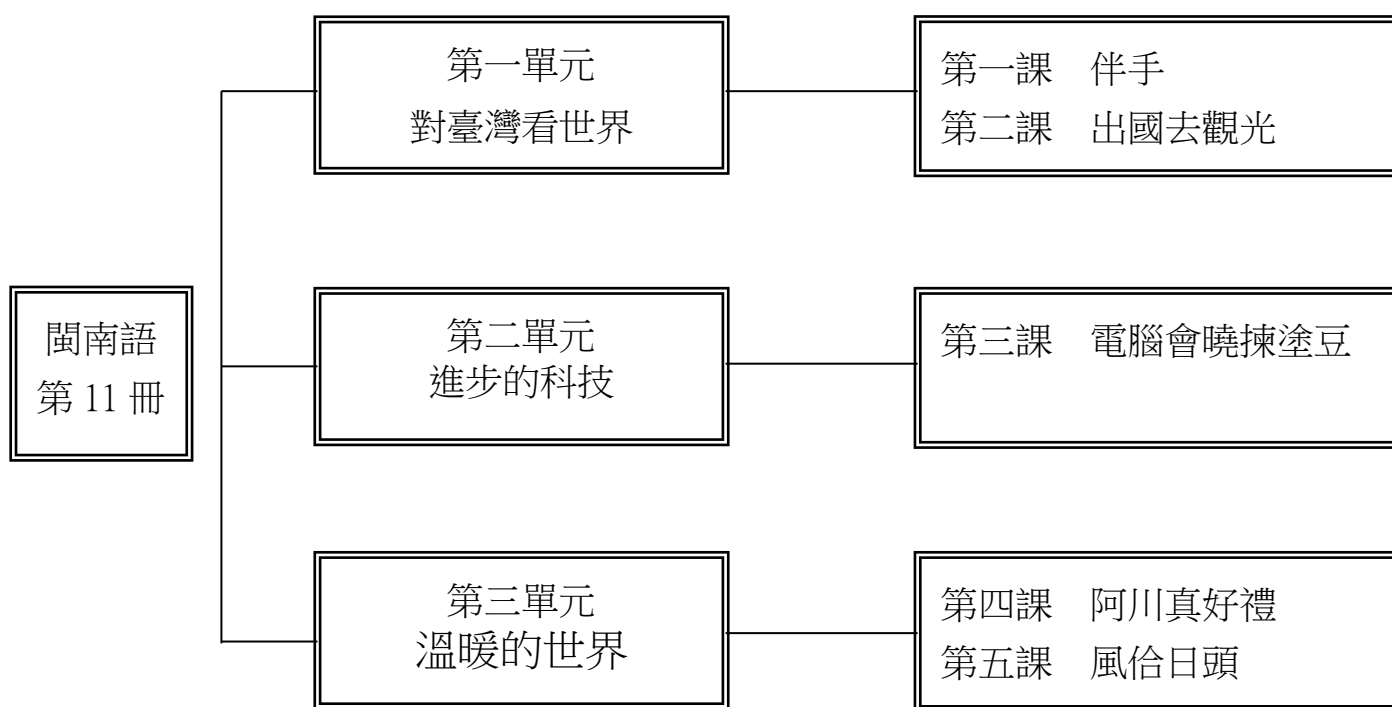 閩南語
第 11 冊
第一單元
對臺灣看世界
第一課　伴手
第二課　出國去觀光
第二單元
進步的科技
第三課　電腦會曉揀塗豆
第三單元
溫暖的世界
第四課　阿川真好禮
第五課　風佮日頭